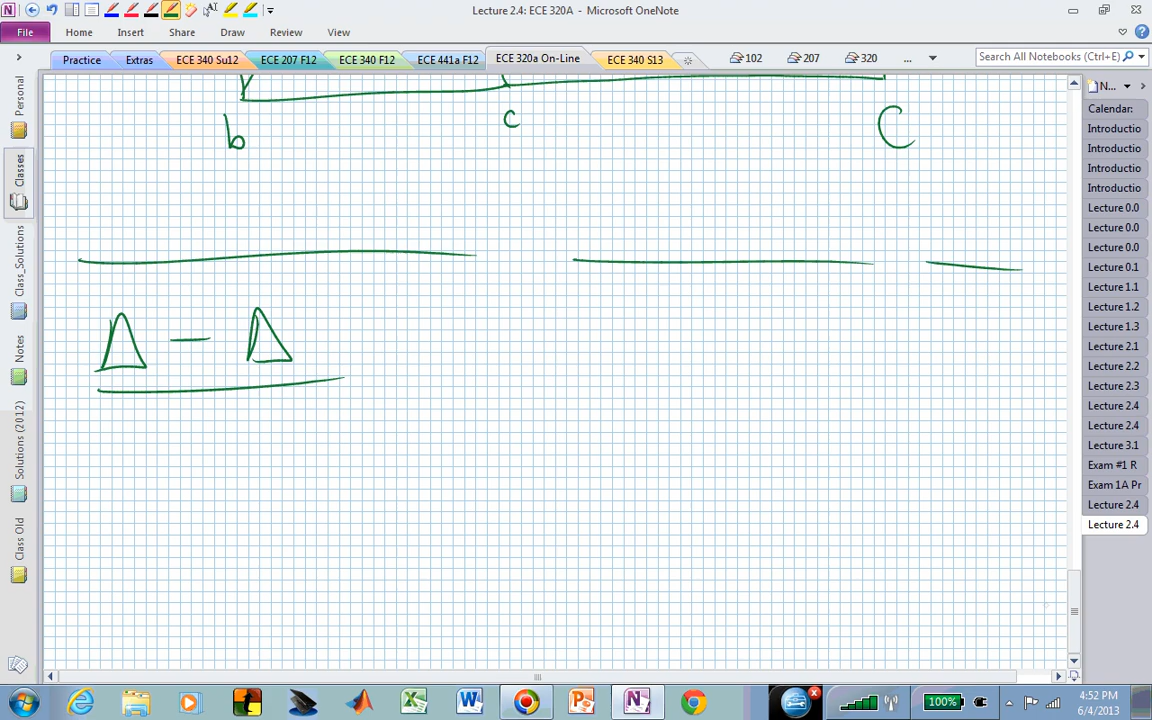 Lecture 2.4: ECE 320A - Microsoft OneNote
File Home Insert Share Draw Review View
Practice Extras ECE 340 Su12 ECE 207 F12 ECE 340 F12 ECE 441a F12 ECE 320a On-Line ECE 340 S13 102 207 320 ... Search All Notebooks (Ctrl+E)
N...
Personal
Classes
Class_Solutions
Notes
Solutions (2012)
Class Old
b c C
Δ — Δ
Calendar:
Introductio
Introductio
Introductio
Introductio
Lecture 0.0
Lecture 0.0
Lecture 0.0
Lecture 0.1
Lecture 1.1
Lecture 1.2
Lecture 1.3
Lecture 2.1
Lecture 2.2
Lecture 2.3
Lecture 2.4
Lecture 2.4
Lecture 3.1
Exam #1 R
Exam 1A Pr
Lecture 2.4
Lecture 2.4
100%
4:52 PM
6/4/2013